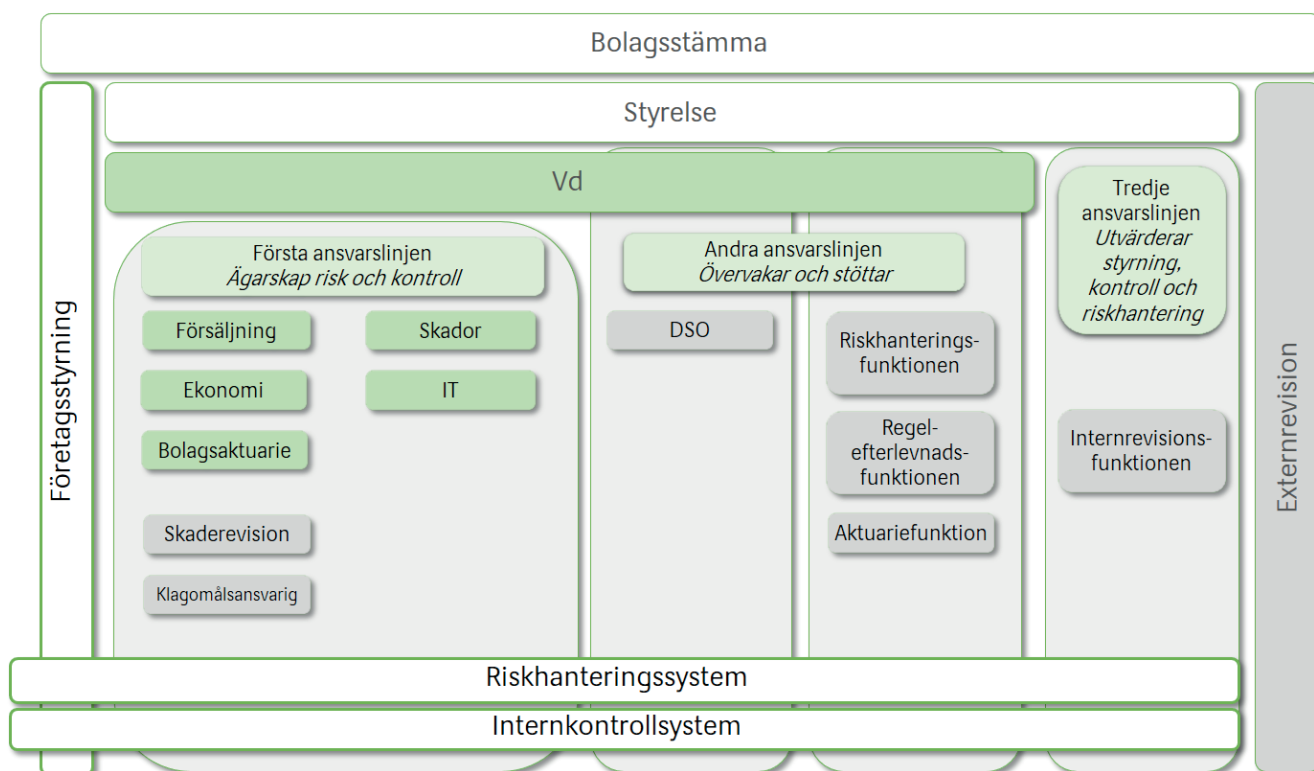 Bolagsstämma
Företagsstyrning
Styrelse
Vd
Första ansvarslinjen
Ägarskap risk och kontroll
Försäljning
Skador
Ekonomi
IT
Bolagsaktuarie
Skaderevision
Klagomålsansvarig
Andra ansvarslinjen
Övervakar och stöttar
DSO
Riskhanterings-
funktionen
Regel-
efterlevnads-
funktionen
Aktuariefunktion
Tredje
ansvarslinjen
Utvärderar
styrning,
kontroll och
riskhantering
Internrevisions-
funktionen
Externrevision
Riskhanteringssystem
Internkontrollsystem